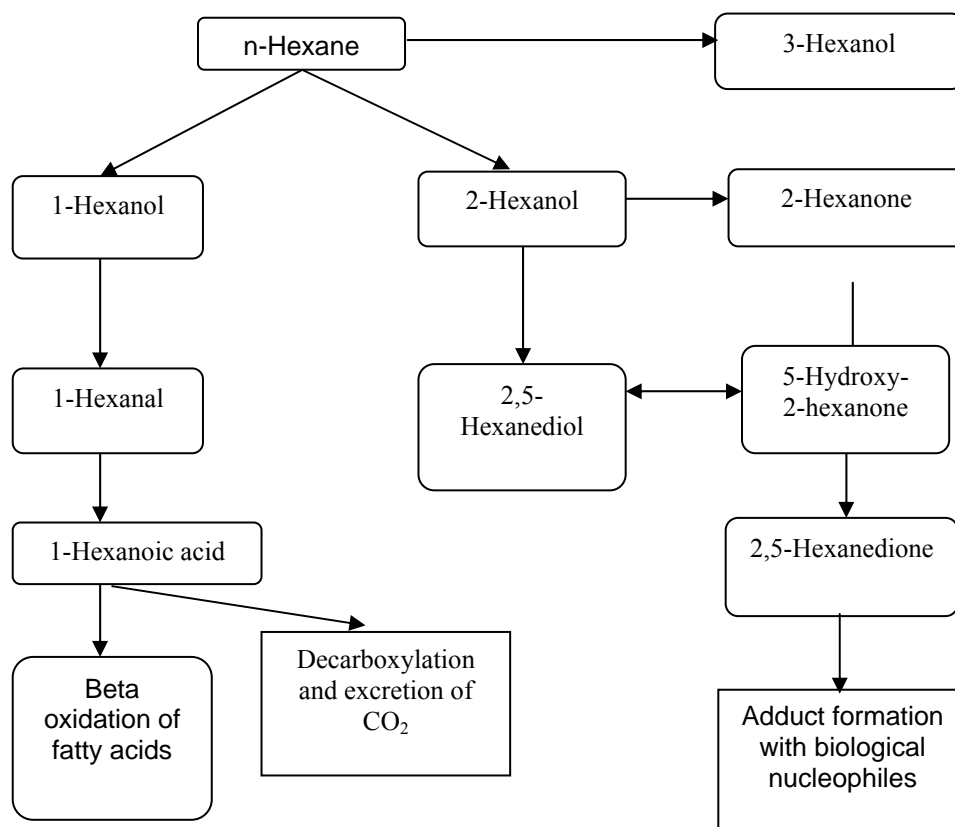 n-Hexane
3-Hexanol
1-Hexanol
2-Hexanol
2-Hexanone
1-Hexanal
2,5-
Hexanediol
5-Hydroxy-
2-hexanone
1-Hexanoic acid
2,5-Hexanedione
Beta
oxidation of
fatty acids
Decarboxylation
and excretion of
CO₂
Adduct formation
with biological
nucleophiles